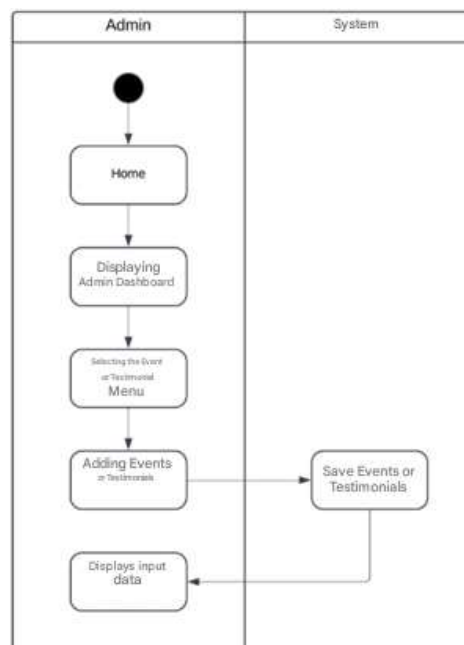 Admin
System
Home
Displaying
Admin Dashboard
Selecting the Event
or Testimonial
Menu
Adding Events
or Testimonials
Save Events or
Testimonials
Displays input
data